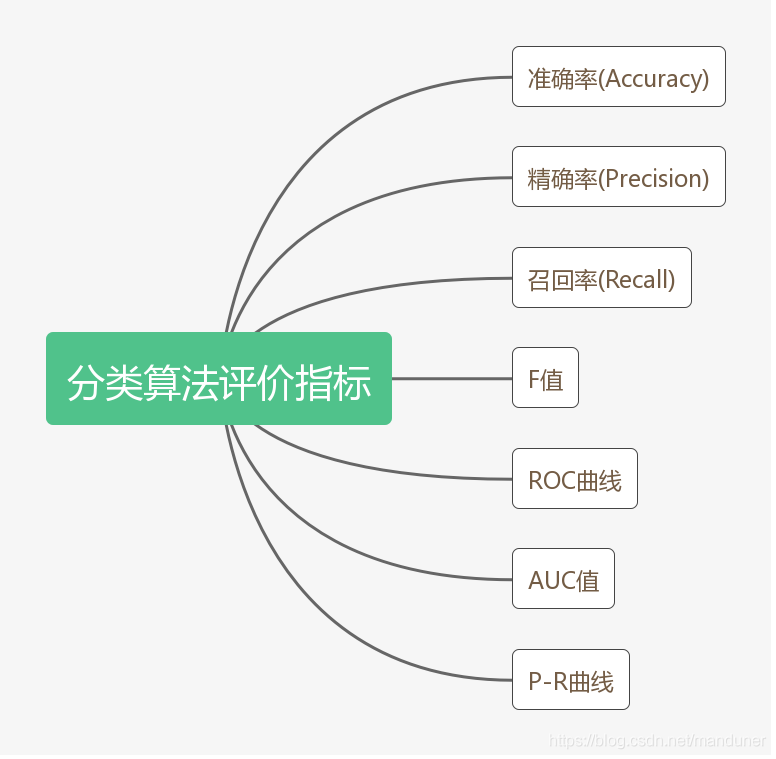 准确率(Accuracy)
精确率(Precision)
召回率(Recall)
分类算法评价指标
F值
ROC曲线
AUC值
P-R曲线
https://blog.csdn.net/manduner